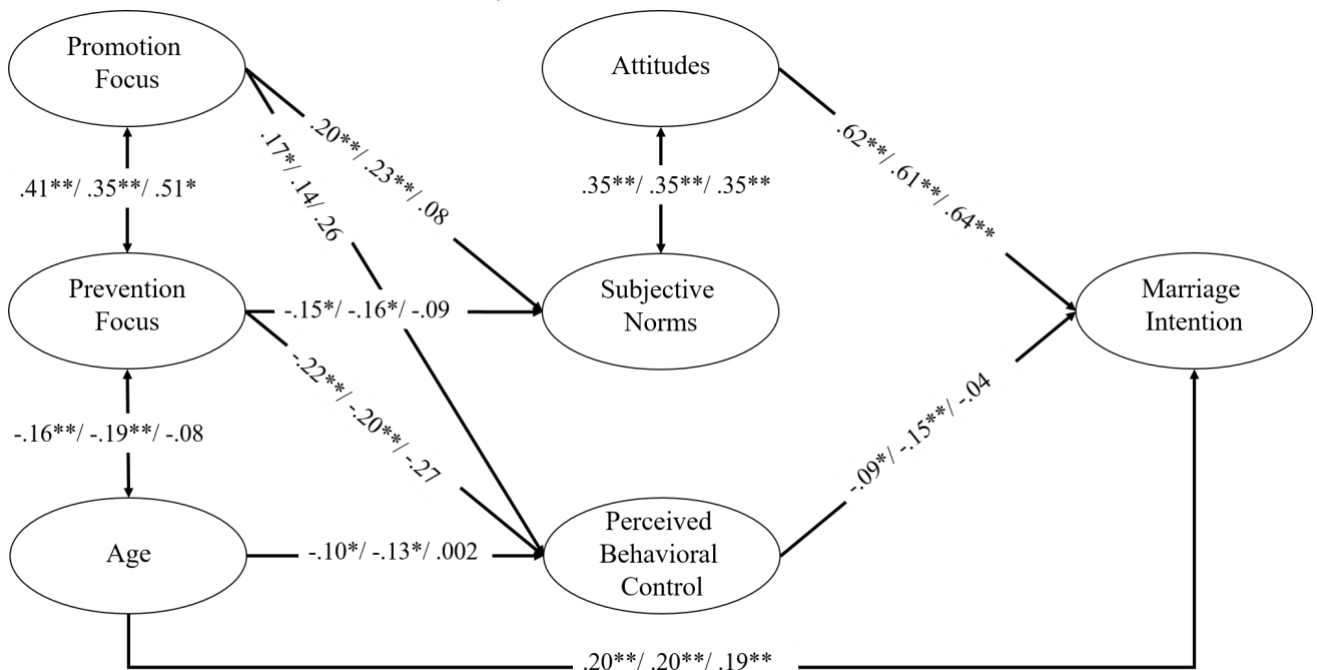 Promotion
Focus
Attitudes
.20**/ .23**/ .08
.17*/ .14/ .26
.62**/ .61**/ .64**
.41**/ .35**/ .51*
.35**/ .35**/ .35**
Prevention
Focus
-.15*/ -.16*/ -.09
Subjective
Norms
Marriage
Intention
-.22**/ -.20**/ -.27
-.09*/ -.15**/ -.04
-.16**/ -.19**/ -.08
Age
-.10*/ -.13*/ .002
Perceived
Behavioral
Control
.20**/ .20**/ .19**